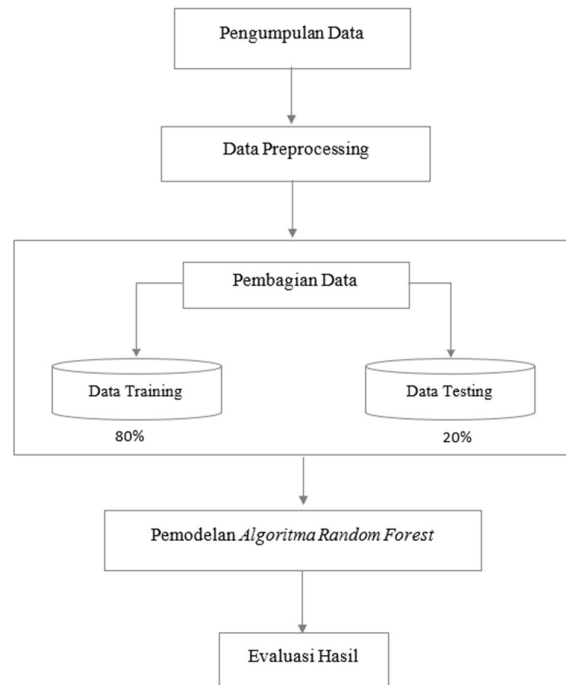 Pengumpulan Data
Data Preprocessing
Pembagian Data
Data Training
Data Testing
80%
20%
Pemodelan Algoritma Random Forest
Evaluasi Hasil